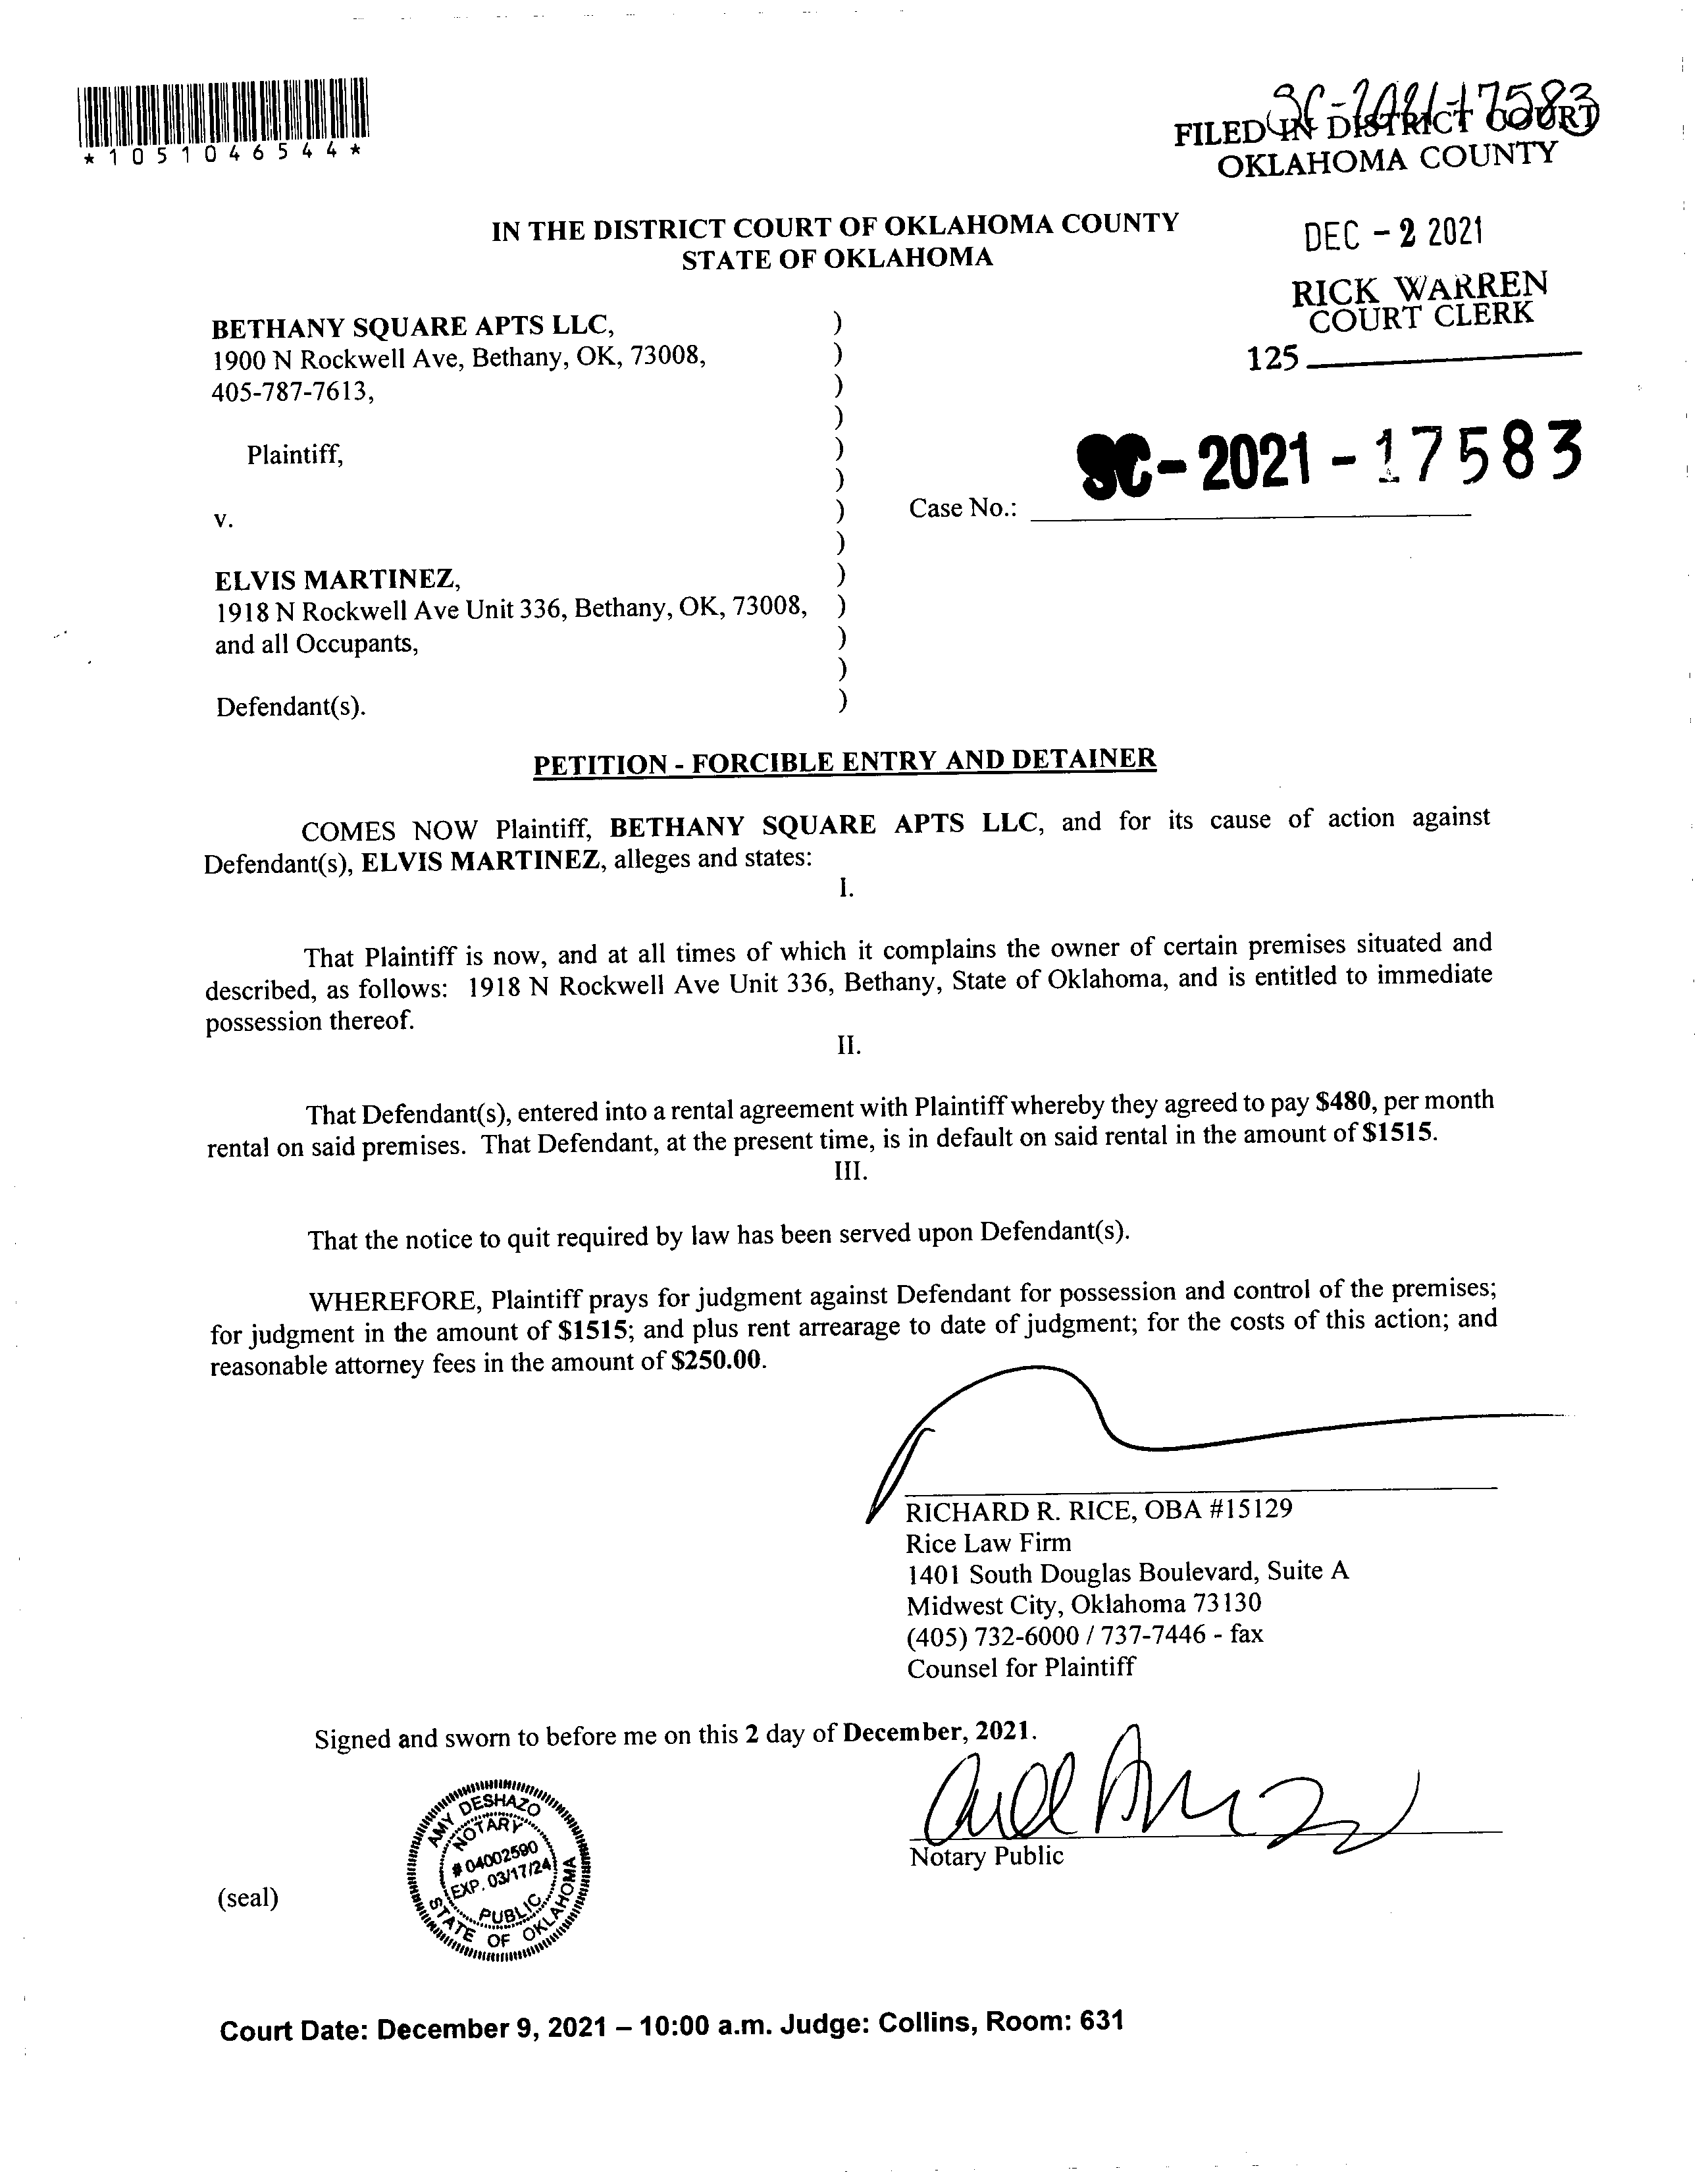 *1051046544*
SC-2021-17583
FILED IN DISTRICT COURT
OKLAHOMA COUNTY
DEC - 2 2021
RICK WARREN
COURT CLERK
125
IN THE DISTRICT COURT OF OKLAHOMA COUNTY
STATE OF OKLAHOMA
BETHANY SQUARE APTS LLC, )
1900 N Rockwell Ave, Bethany, OK, 73008, )
405-787-7613, )
)
Plaintiff, )
)
v. ) Case No.: SC-2021-17583
)
ELVIS MARTINEZ, )
1918 N Rockwell Ave Unit 336, Bethany, OK, 73008, )
and all Occupants, )
)
Defendant(s). )
PETITION - FORCIBLE ENTRY AND DETAINER
COMES NOW Plaintiff, BETHANY SQUARE APTS LLC, and for its cause of action against
Defendant(s), ELVIS MARTINEZ, alleges and states:
I.
That Plaintiff is now, and at all times of which it complains the owner of certain premises situated and
described, as follows: 1918 N Rockwell Ave Unit 336, Bethany, State of Oklahoma, and is entitled to immediate
possession thereof.
II.
That Defendant(s), entered into a rental agreement with Plaintiff whereby they agreed to pay $480, per month
rental on said premises. That Defendant, at the present time, is in default on said rental in the amount of $1515.
III.
That the notice to quit required by law has been served upon Defendant(s).
WHEREFORE, Plaintiff prays for judgment against Defendant for possession and control of the premises;
for judgment in the amount of $1515; and plus rent arrearage to date of judgment; for the costs of this action; and
reasonable attorney fees in the amount of $250.00.
RICHARD R. RICE, OBA #15129
Rice Law Firm
1401 South Douglas Boulevard, Suite A
Midwest City, Oklahoma 73130
(405) 732-6000 / 737-7446 - fax
Counsel for Plaintiff
Signed and sworn to before me on this 2 day of December, 2021.
Notary Public
(seal)
AMY DESHAZO
NOTARY
# 04002590
EXP. 03/17/24
PUBLIC
STATE OF OKLAHOMA
Court Date: December 9, 2021 – 10:00 a.m. Judge: Collins, Room: 631